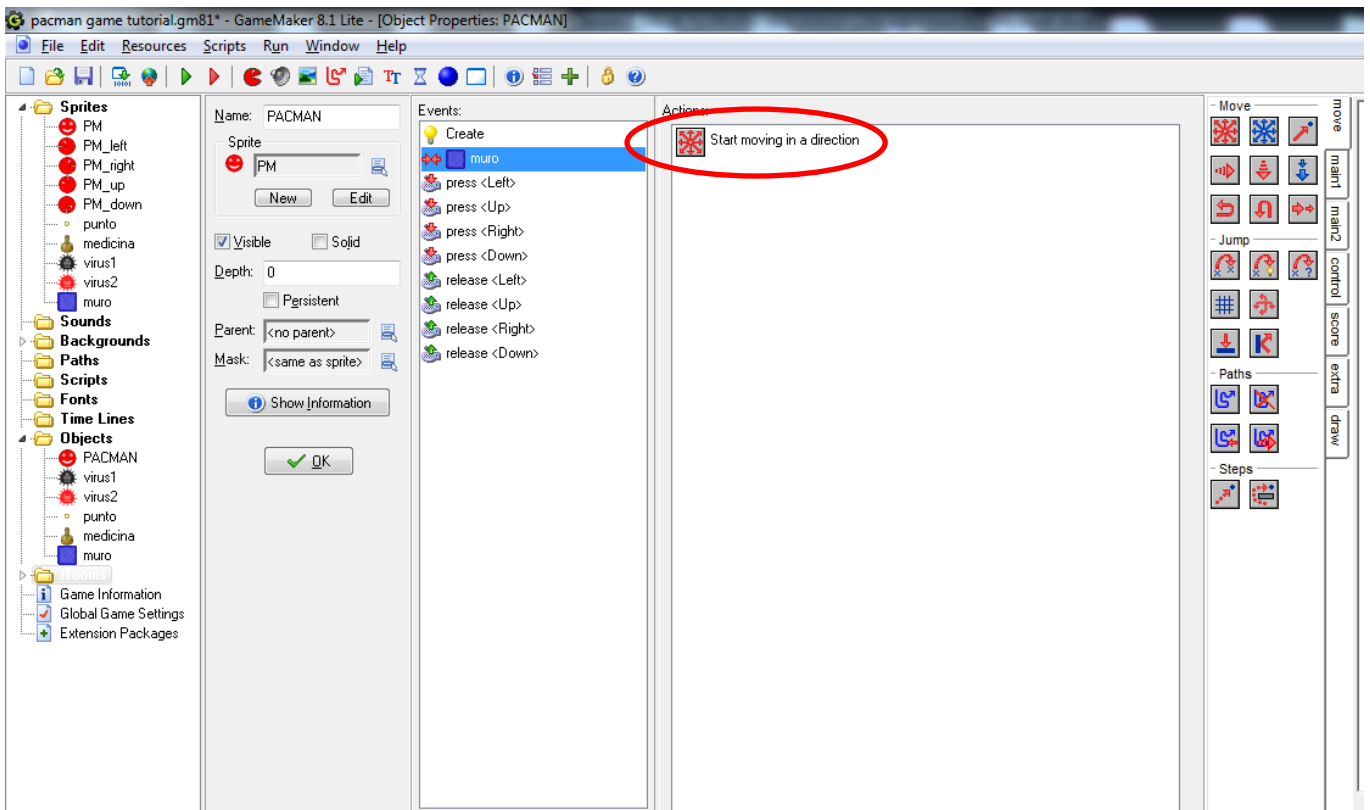 pacman game tutorial.gm81* - GameMaker 8.1 Lite - [Object Properties: PACMAN]
File Edit Resources Scripts Run Window Help
Sprites
PM
PM_left
PM_right
PM_up
PM_down
punto
medicina
virus1
virus2
muro
Sounds
Backgrounds
Paths
Scripts
Fonts
Time Lines
Objects
PACMAN
virus1
virus2
punto
medicina
muro
Rooms
Game Information
Global Game Settings
Extension Packages
Name: PACMAN
Sprite
PM
New Edit
Visible Solid
Depth: 0
Persistent
Parent: <no parent>
Mask: <same as sprite>
Show Information
OK
Events:
Create
muro
press <Left>
press <Up>
press <Right>
press <Down>
release <Left>
release <Up>
release <Right>
release <Down>
Actions:
Start moving in a direction
Move
Jump
Paths
Steps
move
main1
main2
control
score
extra
draw